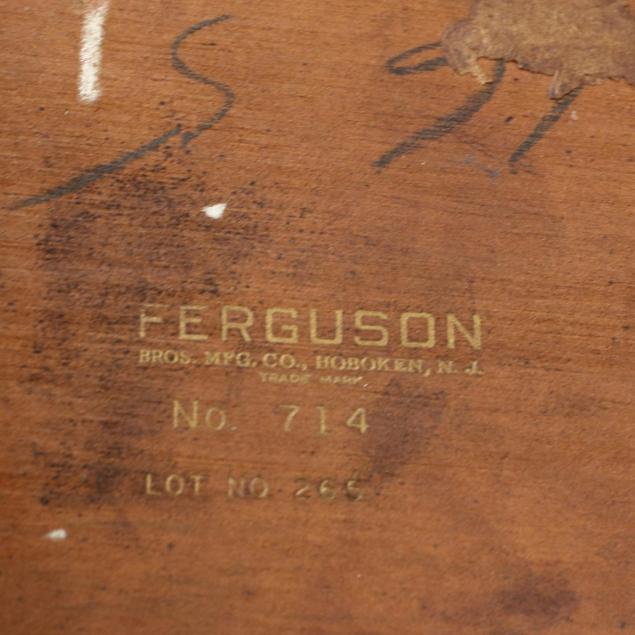 FERGUSON
BROS. MFG. CO., HOBOKEN, N. J.
TRADE MARK
No. 714
LOT NO 265